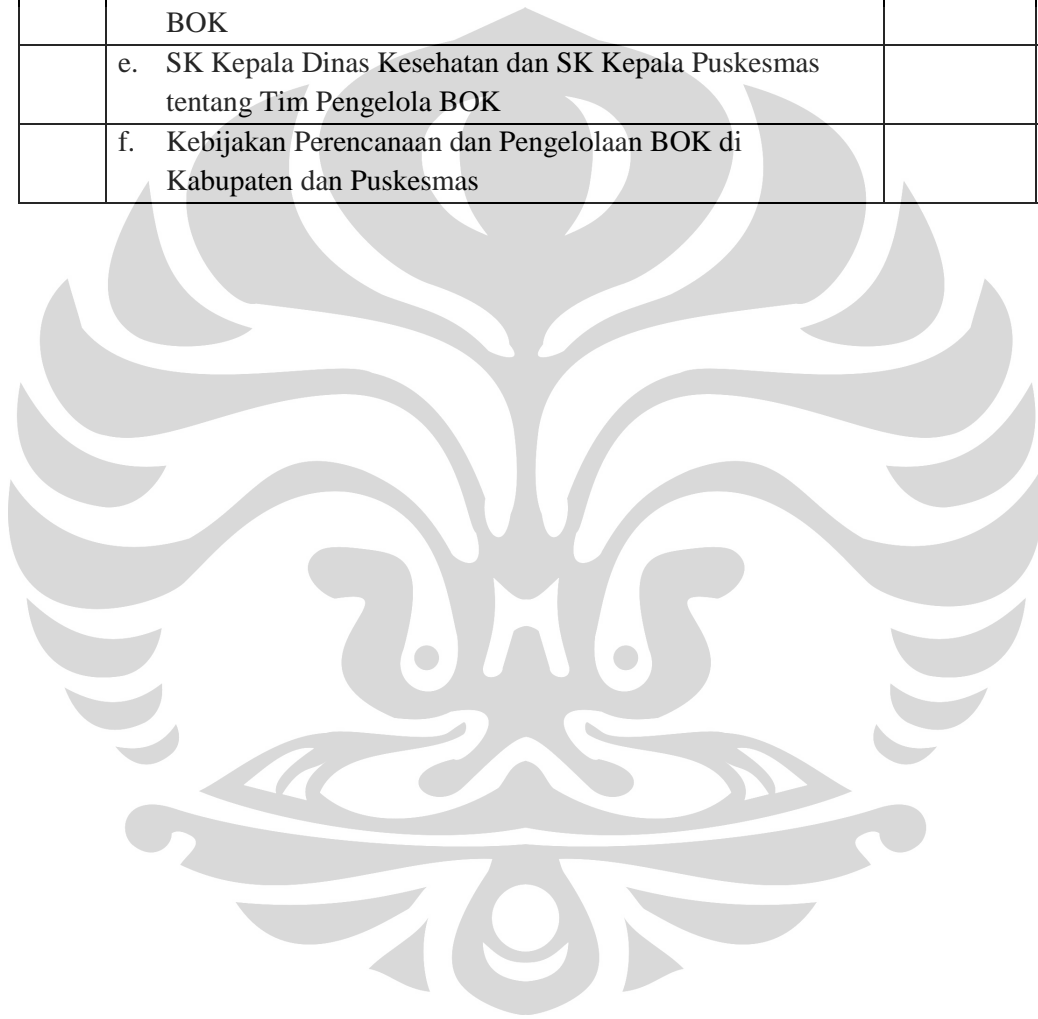 BOK
e. SK Kepala Dinas Kesehatan dan SK Kepala Puskesmas
tentang Tim Pengelola BOK
f. Kebijakan Perencanaan dan Pengelolaan BOK di
Kabupaten dan Puskesmas